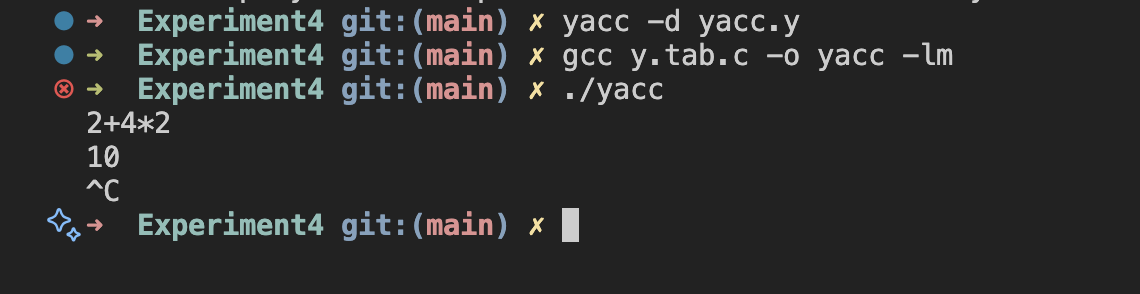 ➜ Experiment4 git:(main) ✗ yacc -d yacc.y
➜ Experiment4 git:(main) ✗ gcc y.tab.c -o yacc -lm
➜ Experiment4 git:(main) ✗ ./yacc
2+4*2
10
^C
➜ Experiment4 git:(main) ✗